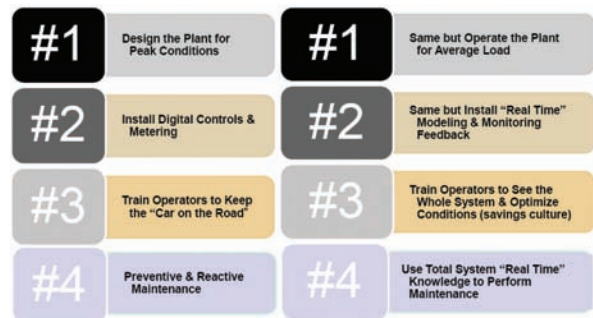 #1
Design the Plant for
Peak Conditions
#2
Install Digital Controls &
Metering
#3
Train Operators to Keep
the "Car on the Road"
#4
Preventive & Reactive
Maintenance
#1
Same but Operate the Plant
for Average Load
#2
Same but Install "Real Time"
Modeling & Monitoring
Feedback
#3
Train Operators to See the
Whole System & Optimize
Conditions (savings culture)
#4
Use Total System "Real Time"
Knowledge to Perform
Maintenance